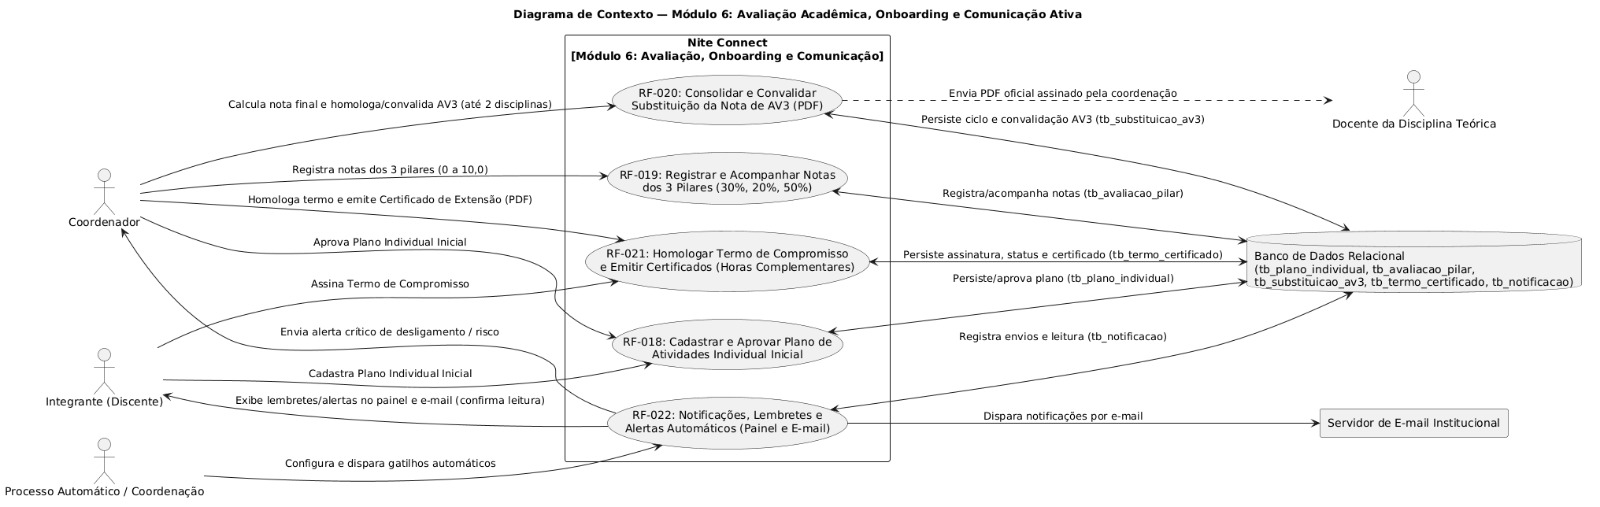 Diagrama de Contexto — Módulo 6: Avaliação Acadêmica, Onboarding e Comunicação Ativa
Nite Connect
[Módulo 6: Avaliação, Onboarding e Comunicação]
Calcula nota final e homologa/convalida AV3 (até 2 disciplinas)
RF-020: Consolidar e Convalidar
Substituição da Nota de AV3 (PDF)
Envia PDF oficial assinado pela coordenação
Docente da Disciplina Teórica
Persiste ciclo e convalidação AV3 (tb_substituicao_av3)
Registra notas dos 3 pilares (0 a 10,0)
RF-019: Registrar e Acompanhar Notas
dos 3 Pilares (30%, 20%, 50%)
Registra/acompanha notas (tb_avaliacao_pilar)
Coordenador
Homologa termo e emite Certificado de Extensão (PDF)
Aprova Plano Individual Inicial
RF-021: Homologar Termo de Compromisso
e Emitir Certificados (Horas Complementares)
Persiste assinatura, status e certificado (tb_termo_certificado)
Banco de Dados Relacional
(tb_plano_individual, tb_avaliacao_pilar,
tb_substituicao_av3, tb_termo_certificado, tb_notificacao)
Persiste/aprova plano (tb_plano_individual)
Assina Termo de Compromisso
Envia alerta crítico de desligamento / risco
RF-018: Cadastrar e Aprovar Plano de
Atividades Individual Inicial
Registra envios e leitura (tb_notificacao)
Cadastra Plano Individual Inicial
Integrante (Discente)
Exibe lembretes/alertas no painel e e-mail (confirma leitura)
RF-022: Notificações, Lembretes e
Alertas Automáticos (Painel e E-mail)
Dispara notificações por e-mail
Servidor de E-mail Institucional
Configura e dispara gatilhos automáticos
Processo Automático / Coordenação